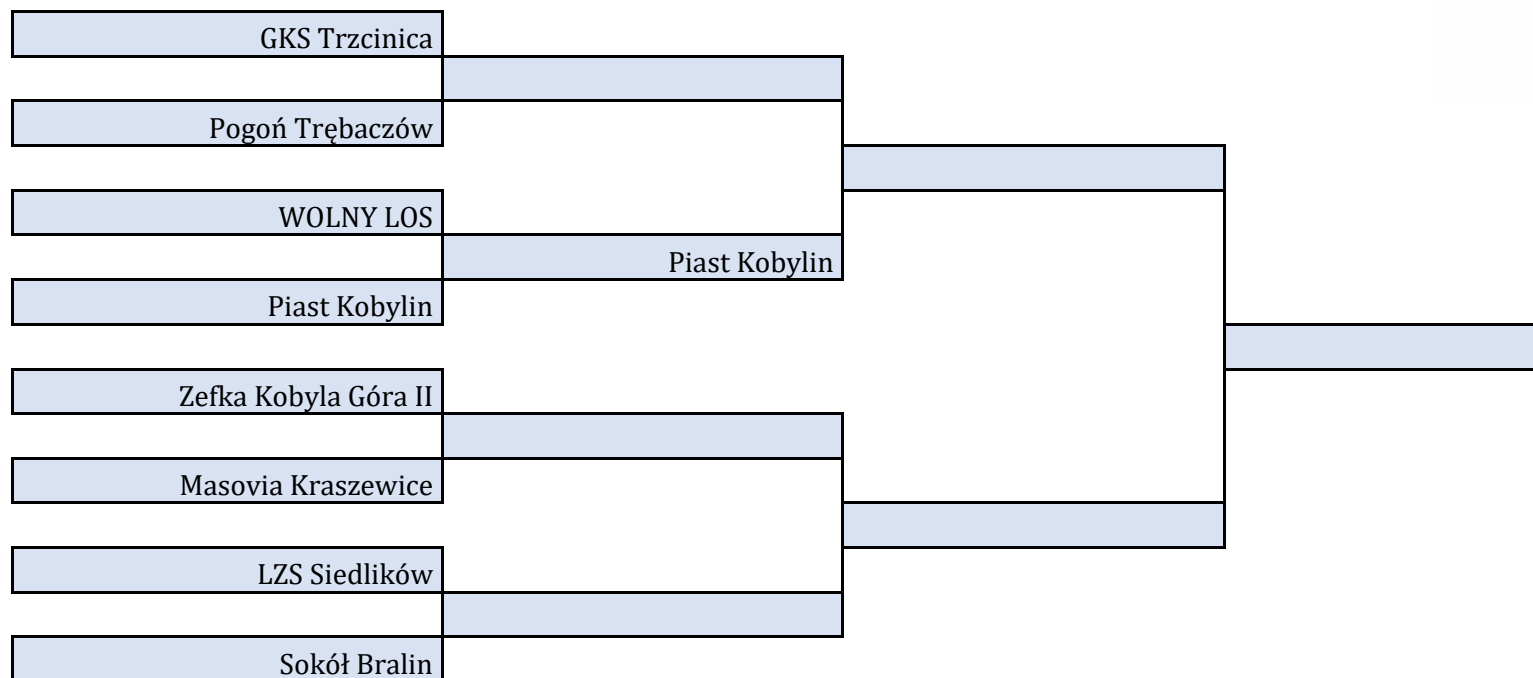 GKS Trzcinica
Pogoń Trębaczów
WOLNY LOS
Piast Kobylin
Piast Kobylin
Zefka Kobyla Góra II
Masovia Kraszewice
LZS Siedlików
Sokół Bralin